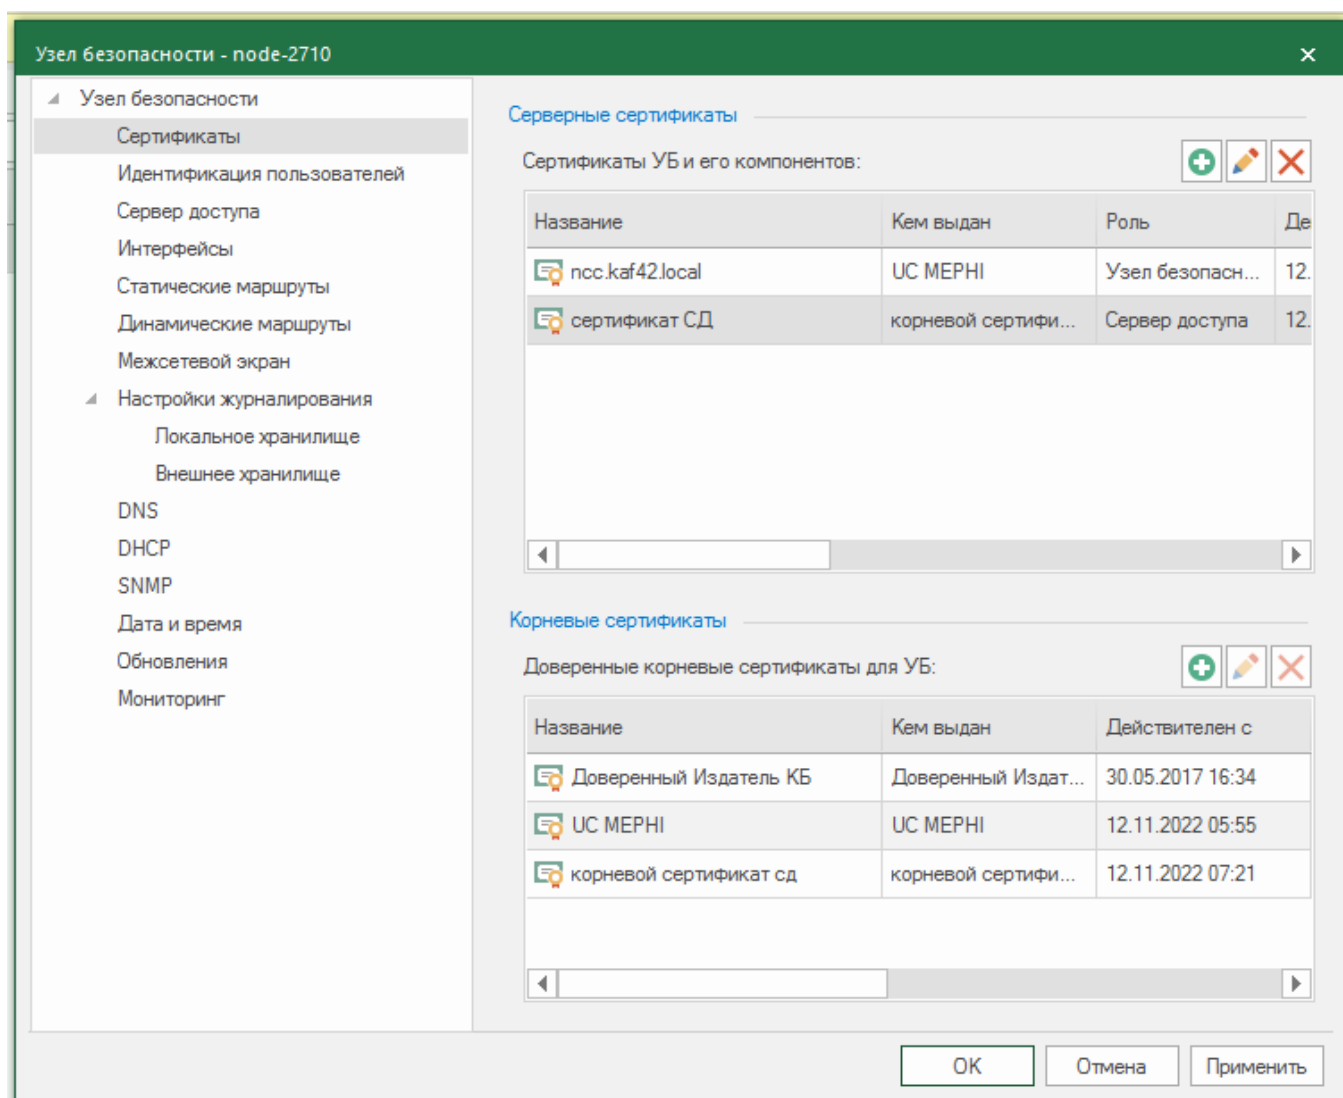 Узел безопасности - node-2710
Узел безопасности
Сертификаты
Идентификация пользователей
Сервер доступа
Интерфейсы
Статические маршруты
Динамические маршруты
Межсетевой экран
Настройки журналирования
Локальное хранилище
Внешнее хранилище
DNS
DHCP
SNMP
Дата и время
Обновления
Мониторинг
Серверные сертификаты
Сертификаты УБ и его компонентов:
Название Кем выдан Роль Де
ncc.kaf42.local UC MEPHI Узел безопасн... 12.
сертификат СД корневой сертифи... Сервер доступа 12.
Корневые сертификаты
Доверенные корневые сертификаты для УБ:
Название Кем выдан Действителен с
Доверенный Издатель КБ Доверенный Издат... 30.05.2017 16:34
UC MEPHI UC MEPHI 12.11.2022 05:55
корневой сертификат сд корневой сертифи... 12.11.2022 07:21
OK Отмена Применить